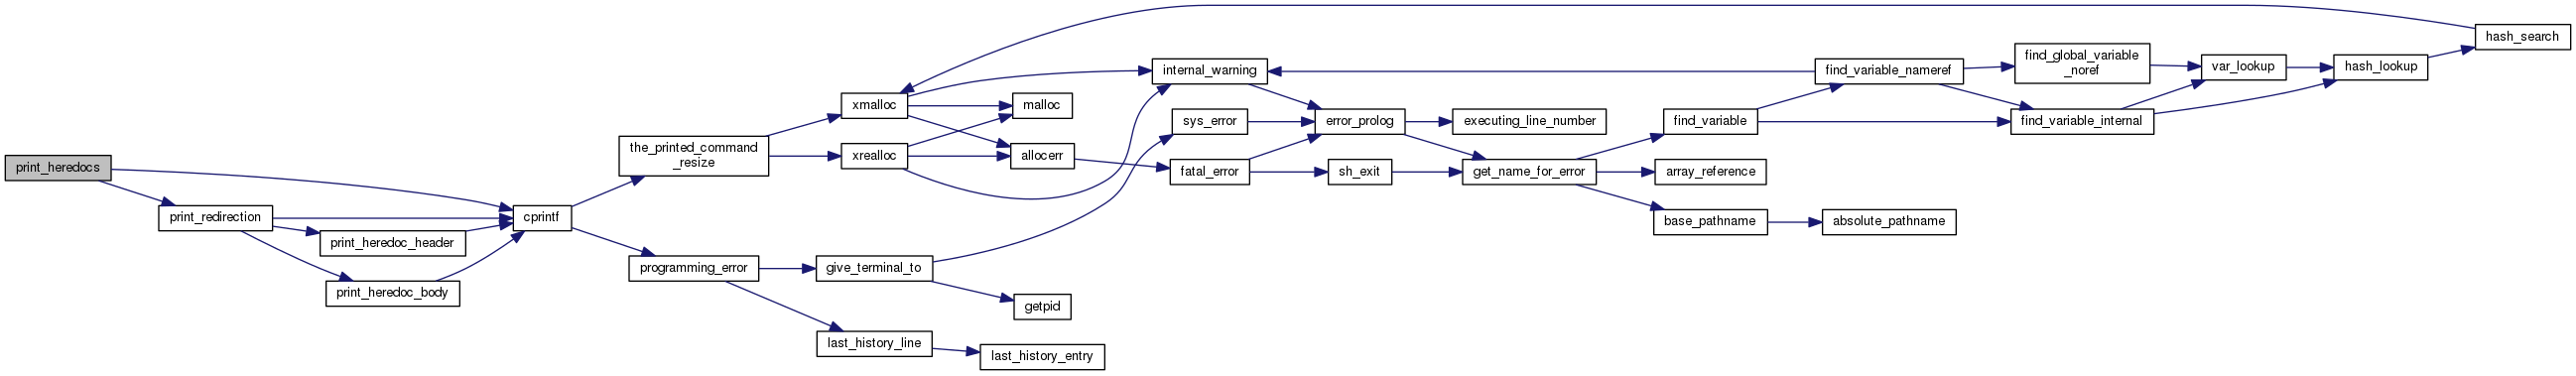 print_heredocs
print_redirection
print_heredoc_header
print_heredoc_body
cprintf
the_printed_command
_resize
programming_error
xmalloc
xrealloc
give_terminal_to
last_history_line
malloc
allocerr
getpid
last_history_entry
internal_warning
sys_error
fatal_error
error_prolog
sh_exit
executing_line_number
get_name_for_error
find_variable
array_reference
base_pathname
absolute_pathname
find_variable_nameref
find_global_variable
_noref
find_variable_internal
var_lookup
hash_lookup
hash_search